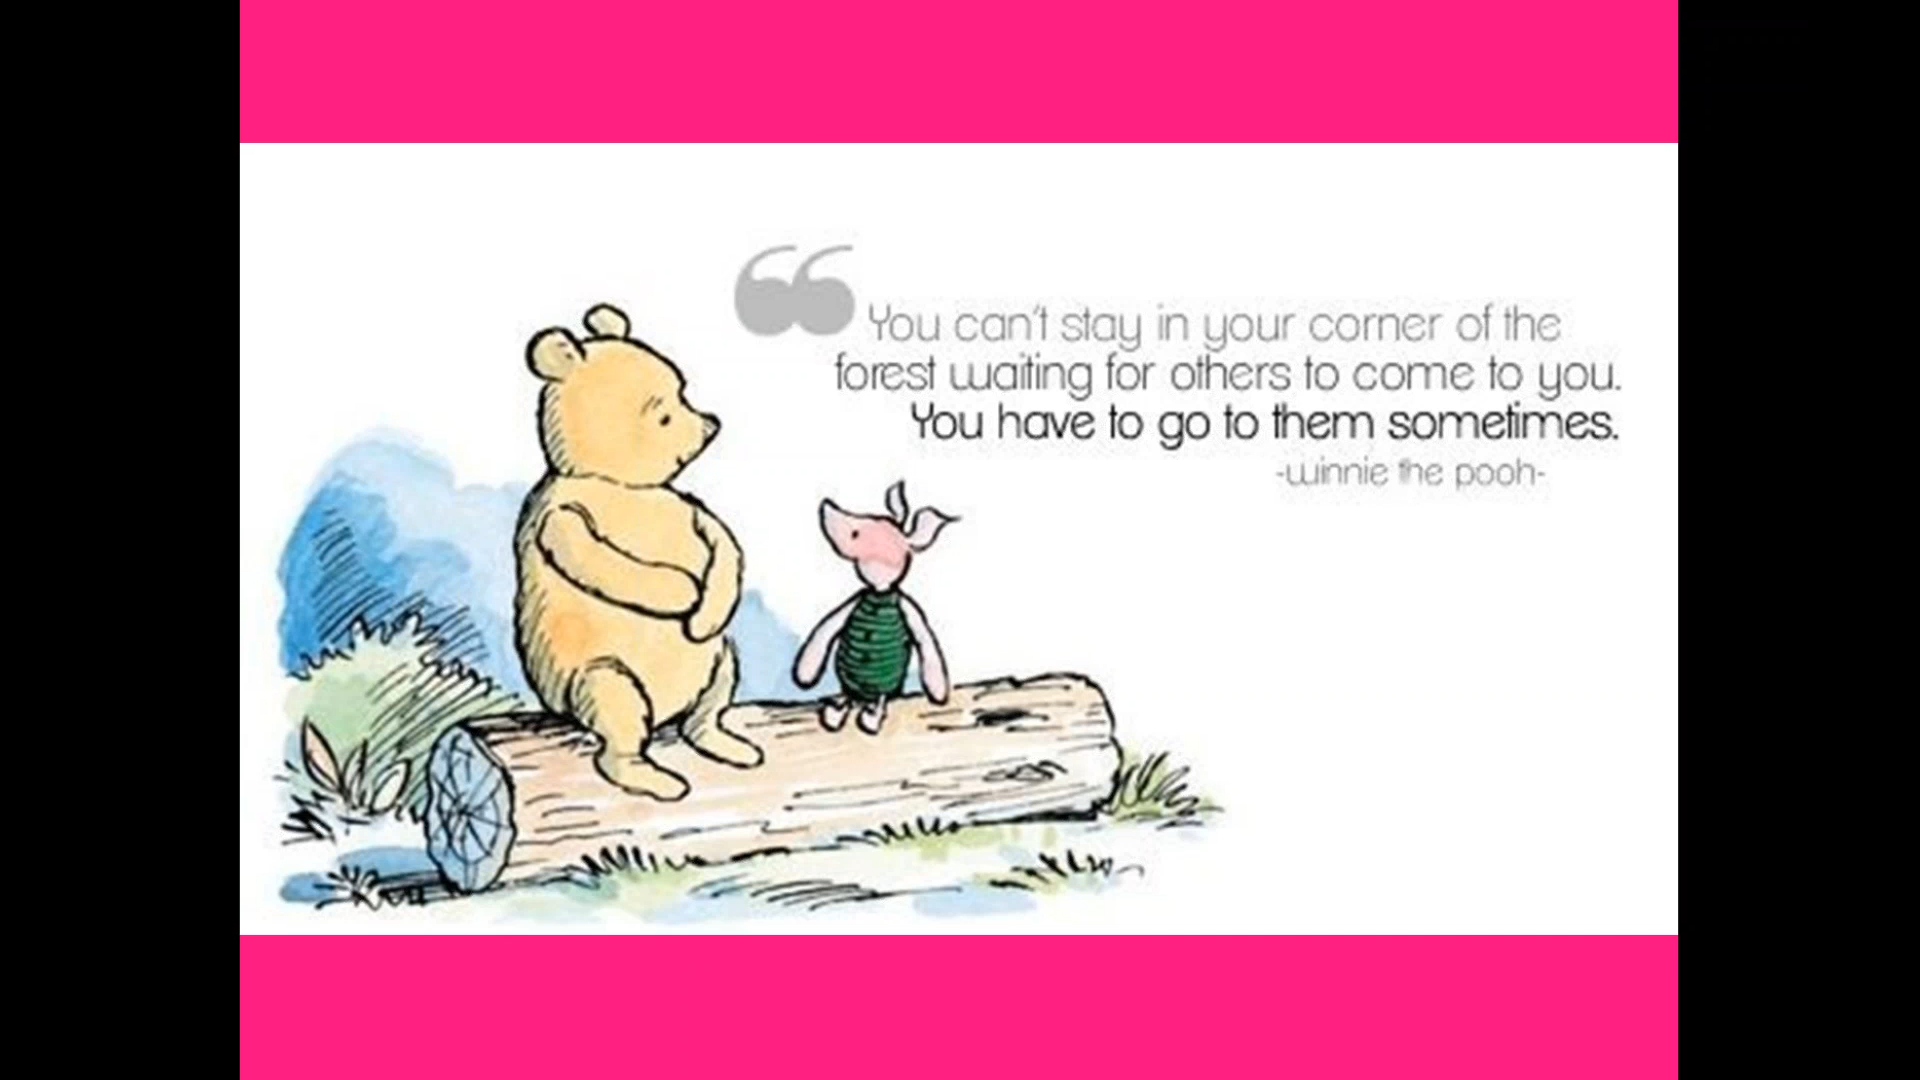 “
You can't stay in your corner of the
forest waiting for others to come to you.
You have to go to them sometimes.
-winnie the pooh-